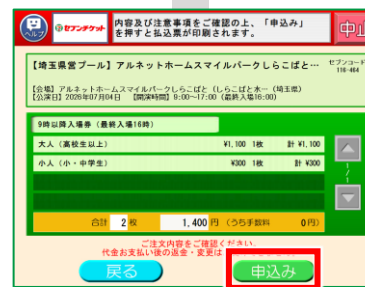 ヘルプ
セブンチケット
内容及び注意事項をご確認の上、「申込み」
を押すと払込票が印刷されます。
中止
【埼玉県営プール】アルネットホームスマイルパークしらこばと…
セブンコード
110-464
【会場】アルネットホームスマイルパーク（しらこばと水…（埼玉県）
【公演日】2026年07月04日 【開演時間】9:00～17:00（最終入場16:00）
9時以降入場券（最終入場16時）
大人（高校生以上） ¥1,100 1枚 計 ¥1,100
小人（小・中学生） ¥300 1枚 計 ¥300
1/1
合計 2 枚 1,400 円 （うち手数料 0円）
ご注文内容をご確認ください。
代金お支払い後の返金・変更は
戻る
申込み